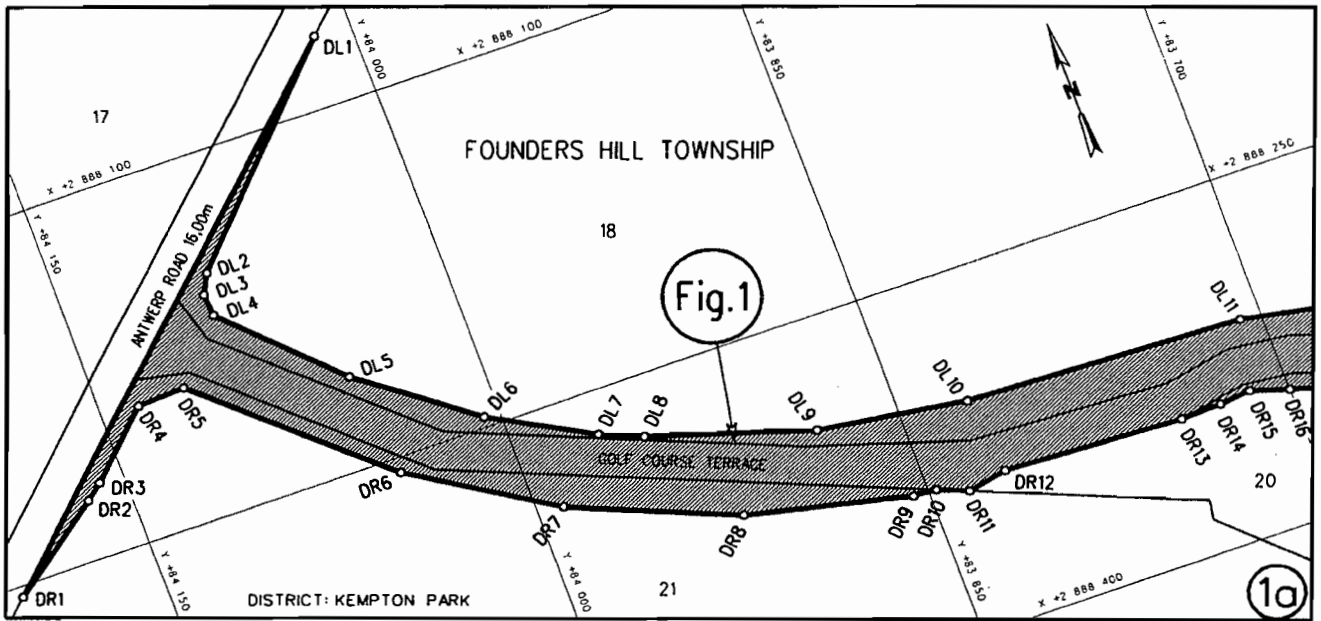 DL1
Y +84 000
X +2 888 100
Y +83 850
Y +83 700
N
17
FOUNDERS HILL TOWNSHIP
X +2 888 250
X +2 888 100
18
Y +84 150
ANTWERP ROAD 16,00m
DL2
DL3
DL4
Fig.1
DL11
DL5
DL6
DL7
DL8
DL9
DL10
DR4
DR5
GOLF COURSE TERRACE
DR16
DR15
DR14
DR13
DR3
DR2
DR6
DR7
DR8
DR9
DR10
DR11
DR12
20
Y +84 150
Y +84 000
Y +83 850
X +2 888 400
DR1
DISTRICT: KEMPTON PARK
21
1a